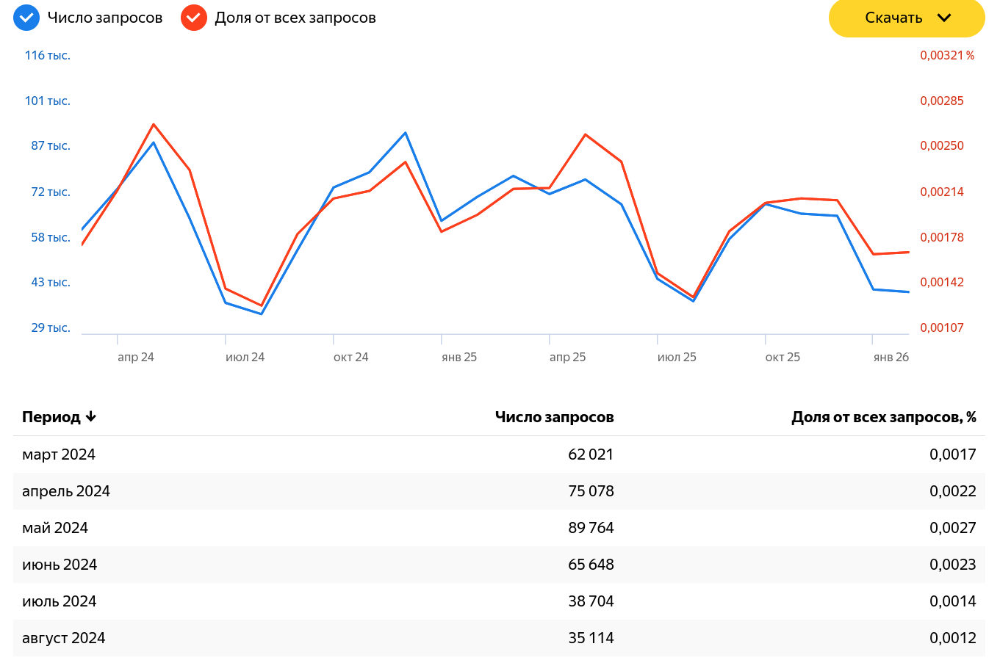 Число запросов Доля от всех запросов Скачать
116 тыс. 0,00321 %
101 тыс. 0,00285
87 тыс. 0,00250
72 тыс. 0,00214
58 тыс. 0,00178
43 тыс. 0,00142
29 тыс. 0,00107
апр 24 июл 24 окт 24 янв 25 апр 25 июл 25 окт 25 янв 26
Период Число запросов Доля от всех запросов, %
март 2024 62 021 0,0017
апрель 2024 75 078 0,0022
май 2024 89 764 0,0027
июнь 2024 65 648 0,0023
июль 2024 38 704 0,0014
август 2024 35 114 0,0012